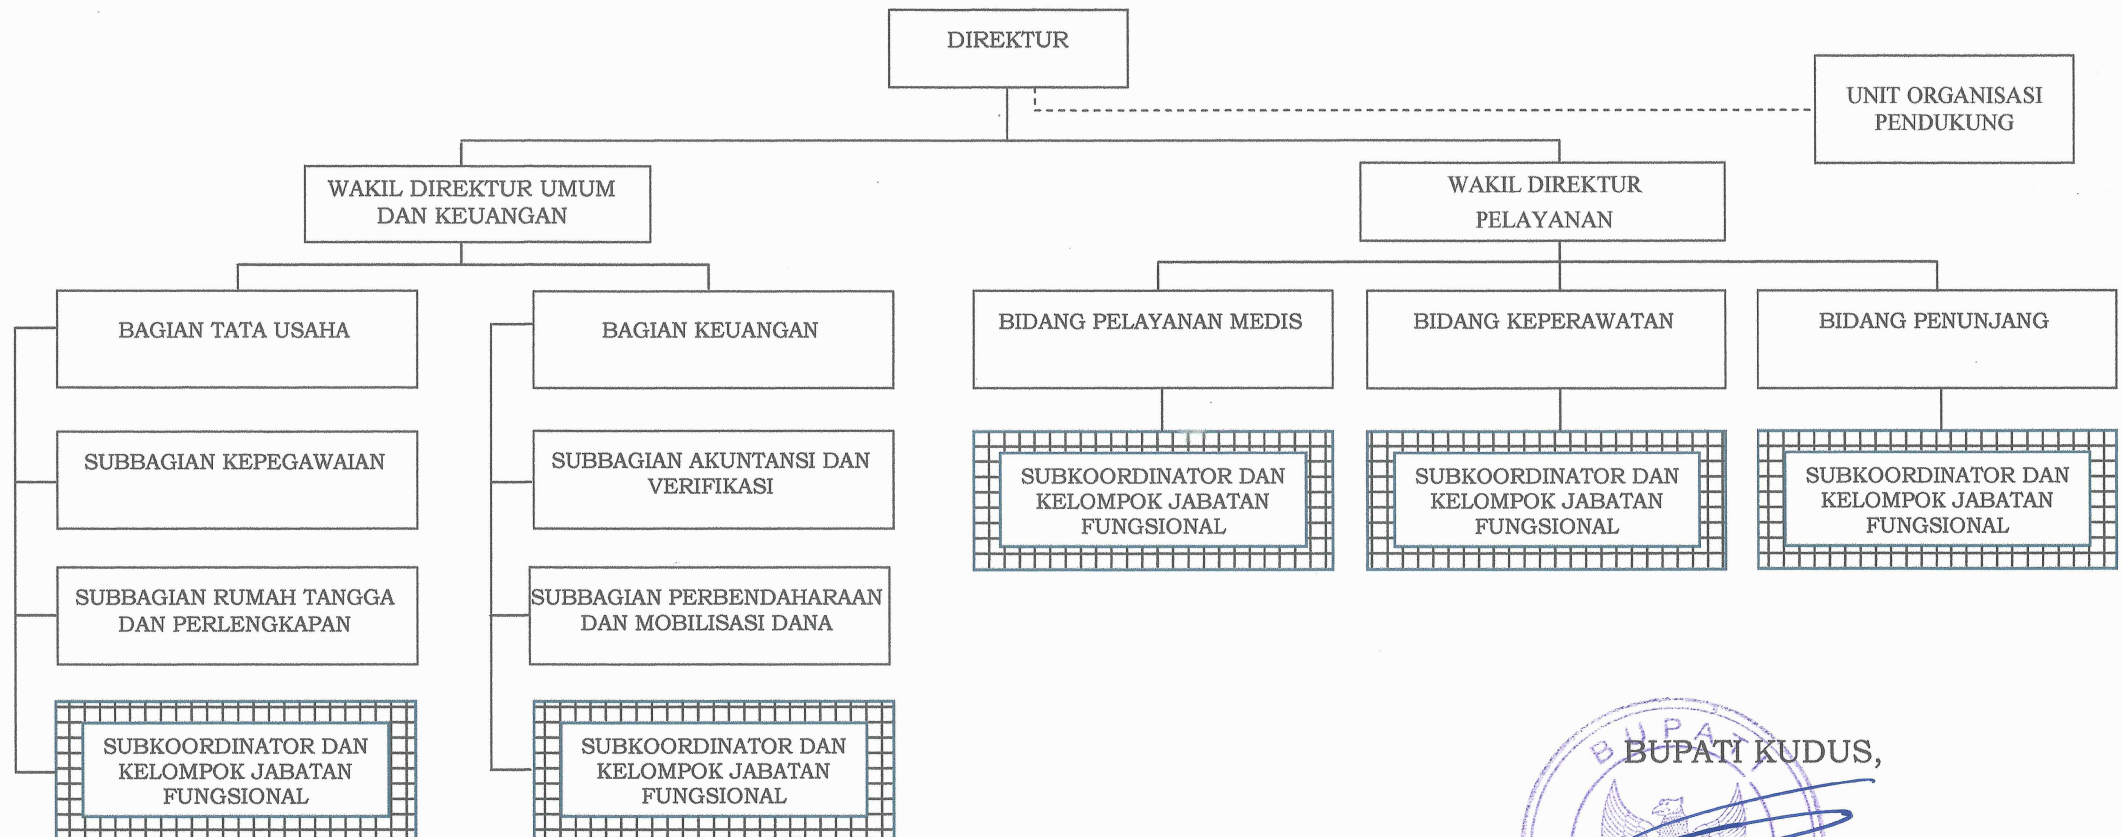 DIREKTUR
UNIT ORGANISASI
PENDUKUNG
WAKIL DIREKTUR UMUM
DAN KEUANGAN
WAKIL DIREKTUR
PELAYANAN
BAGIAN TATA USAHA
BAGIAN KEUANGAN
BIDANG PELAYANAN MEDIS
BIDANG KEPERAWATAN
BIDANG PENUNJANG
SUBBAGIAN KEPEGAWAIAN
SUBBAGIAN AKUNTANSI DAN
VERIFIKASI
SUBKOORDINATOR DAN
KELOMPOK JABATAN
FUNGSIONAL
SUBKOORDINATOR DAN
KELOMPOK JABATAN
FUNGSIONAL
SUBKOORDINATOR DAN
KELOMPOK JABATAN
FUNGSIONAL
SUBBAGIAN RUMAH TANGGA
DAN PERLENGKAPAN
SUBBAGIAN PERBENDAHARAAN
DAN MOBILISASI DANA
SUBKOORDINATOR DAN
KELOMPOK JABATAN
FUNGSIONAL
SUBKOORDINATOR DAN
KELOMPOK JABATAN
FUNGSIONAL
BUPATI
BUPATI KUDUS,